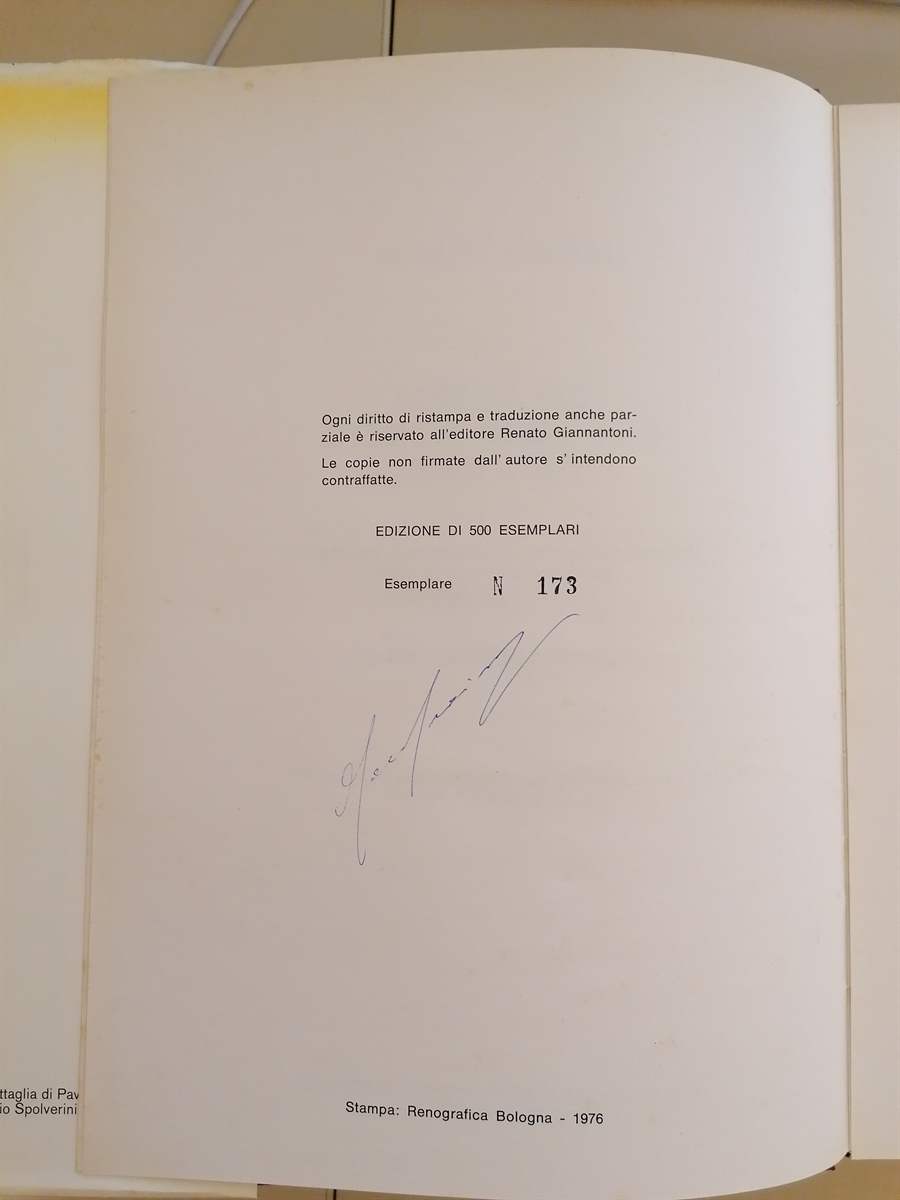 Ogni diritto di ristampa e traduzione anche par-
ziale è riservato all'editore Renato Giannantoni.
Le copie non firmate dall'autore s'intendono
contraffatte.
EDIZIONE DI 500 ESEMPLARI
Esemplare N 173
Stampa: Renografica Bologna - 1976
ttaglia di Pav
io Spolverini